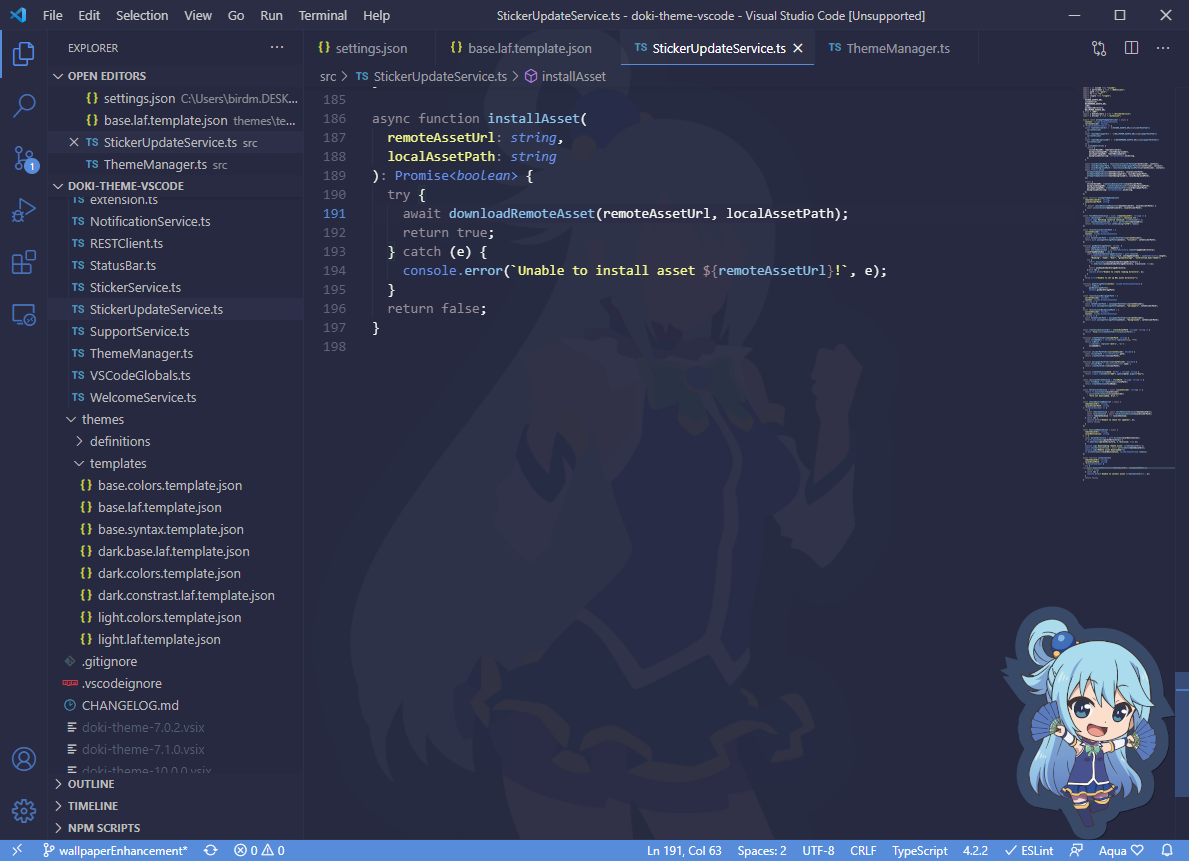 File Edit Selection View Go Run Terminal Help
StickerUpdateService.ts - doki-theme-vscode - Visual Studio Code [Unsupported]
EXPLORER
OPEN EDITORS
{} settings.json C:\Users\birdm.DESK...
{} base.laf.template.json themes\te...
TS StickerUpdateService.ts src
TS ThemeManager.ts src
DOKI-THEME-VSCODE
TS extension.ts
TS NotificationService.ts
TS RESTClient.ts
TS StatusBar.ts
TS StickerService.ts
TS StickerUpdateService.ts
TS SupportService.ts
TS ThemeManager.ts
TS VSCodeGlobals.ts
TS WelcomeService.ts
themes
definitions
templates
{} base.colors.template.json
{} base.laf.template.json
{} base.syntax.template.json
{} dark.base.laf.template.json
{} dark.colors.template.json
{} dark.constrast.laf.template.json
{} light.colors.template.json
{} light.laf.template.json
.gitignore
.vscodeignore
CHANGELOG.md
doki-theme-7.0.2.vsix
doki-theme-7.1.0.vsix
doki-theme-10.0.0.vsix
OUTLINE
TIMELINE
NPM SCRIPTS
1
{} settings.json {} base.laf.template.json TS StickerUpdateService.ts TS ThemeManager.ts
src > TS StickerUpdateService.ts > installAsset
185
186 async function installAsset(
187 remoteAssetUrl: string,
188 localAssetPath: string
189 ): Promise<boolean> {
190 try {
191 await downloadRemoteAsset(remoteAssetUrl, localAssetPath);
192 return true;
193 } catch (e) {
194 console.error(`Unable to install asset ${remoteAssetUrl}!`, e);
195 }
196 return false;
197 }
198
wallpaperEnhancement* 0 0 Ln 191, Col 63 Spaces: 2 UTF-8 CRLF TypeScript 4.2.2 ESLint Aqua